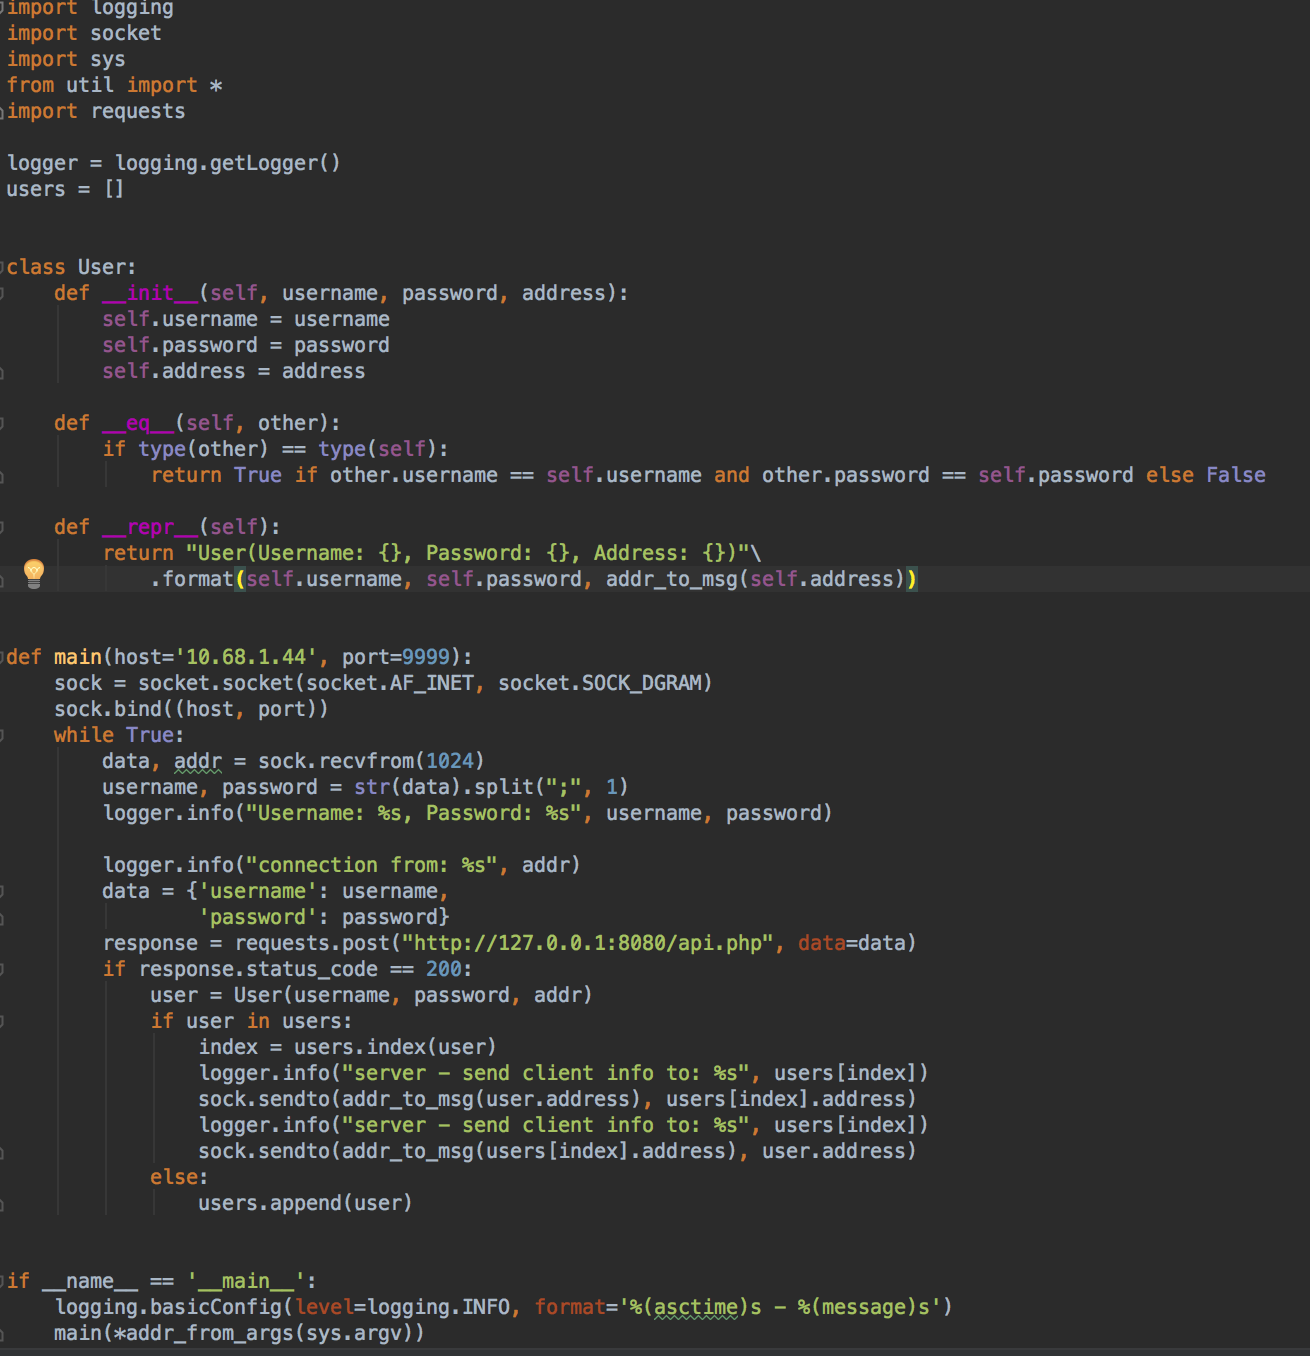 import logging
import socket
import sys
from util import *
import requests

logger = logging.getLogger()
users = []


class User:
    def __init__(self, username, password, address):
        self.username = username
        self.password = password
        self.address = address

    def __eq__(self, other):
        if type(other) == type(self):
            return True if other.username == self.username and other.password == self.password else False

    def __repr__(self):
        return "User(Username: {}, Password: {}, Address: {})"\
            .format(self.username, self.password, addr_to_msg(self.address))


def main(host='10.68.1.44', port=9999):
    sock = socket.socket(socket.AF_INET, socket.SOCK_DGRAM)
    sock.bind((host, port))
    while True:
        data, addr = sock.recvfrom(1024)
        username, password = str(data).split(";", 1)
        logger.info("Username: %s, Password: %s", username, password)

        logger.info("connection from: %s", addr)
        data = {'username': username,
                'password': password}
        response = requests.post("http://127.0.0.1:8080/api.php", data=data)
        if response.status_code == 200:
            user = User(username, password, addr)
            if user in users:
                index = users.index(user)
                logger.info("server - send client info to: %s", users[index])
                sock.sendto(addr_to_msg(user.address), users[index].address)
                logger.info("server - send client info to: %s", users[index])
                sock.sendto(addr_to_msg(users[index].address), user.address)
            else:
                users.append(user)


if __name__ == '__main__':
    logging.basicConfig(level=logging.INFO, format='%(asctime)s - %(message)s')
    main(*addr_from_args(sys.argv))